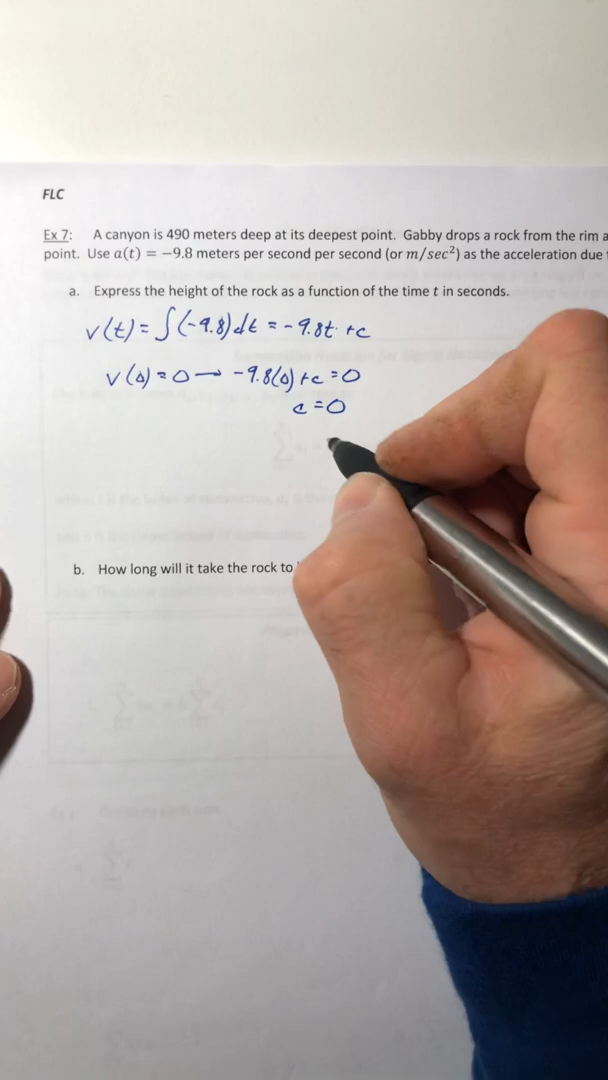 FLC
Ex 7: A canyon is 490 meters deep at its deepest point. Gabby drops a rock from the rim a
point. Use a(t) = −9.8 meters per second per second (or m/sec²) as the acceleration due
a. Express the height of the rock as a function of the time t in seconds.
v(t) = ∫(-9.8)dt = -9.8t + c
v(0) = 0 → -9.8(0) + c = 0
c = 0
b. How long will it take the rock to